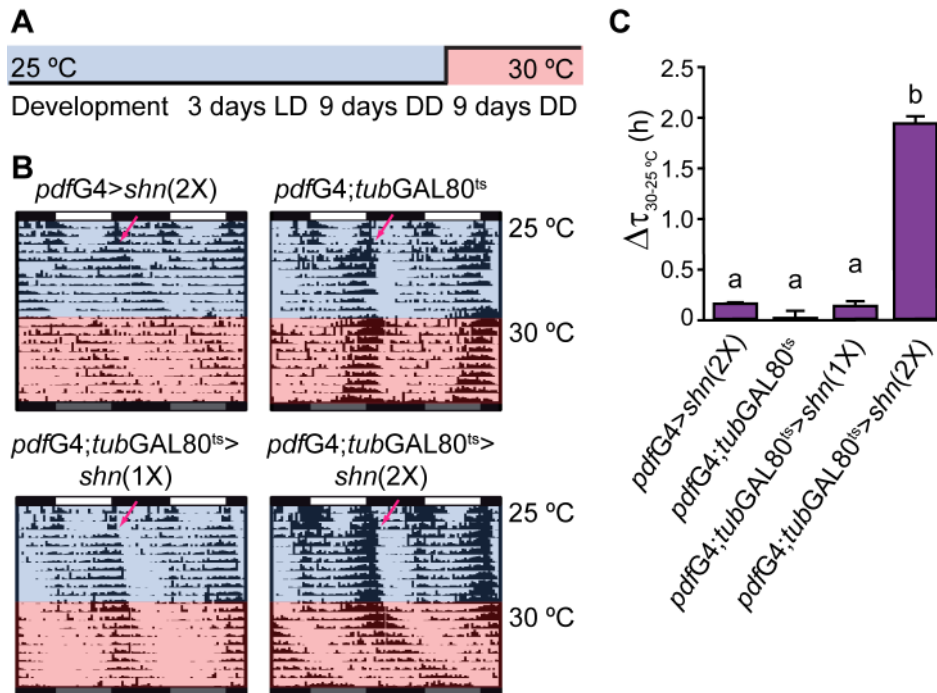 A
25 ºC
30 ºC
Development 3 days LD 9 days DD 9 days DD
B
pdfG4>shn(2X)
pdfG4;tubGAL80ts
25 ºC
30 ºC
pdfG4;tubGAL80ts>
shn(1X)
pdfG4;tubGAL80ts>
shn(2X)
25 ºC
30 ºC
C
Δτ30-25 ºC (h)
2.5
2.0
1.5
1.0
0.5
0
a
a
a
b
pdfG4>shn(2X)
pdfG4;tubGAL80ts
pdfG4;tubGAL80ts>shn(1X)
pdfG4;tubGAL80ts>shn(2X)